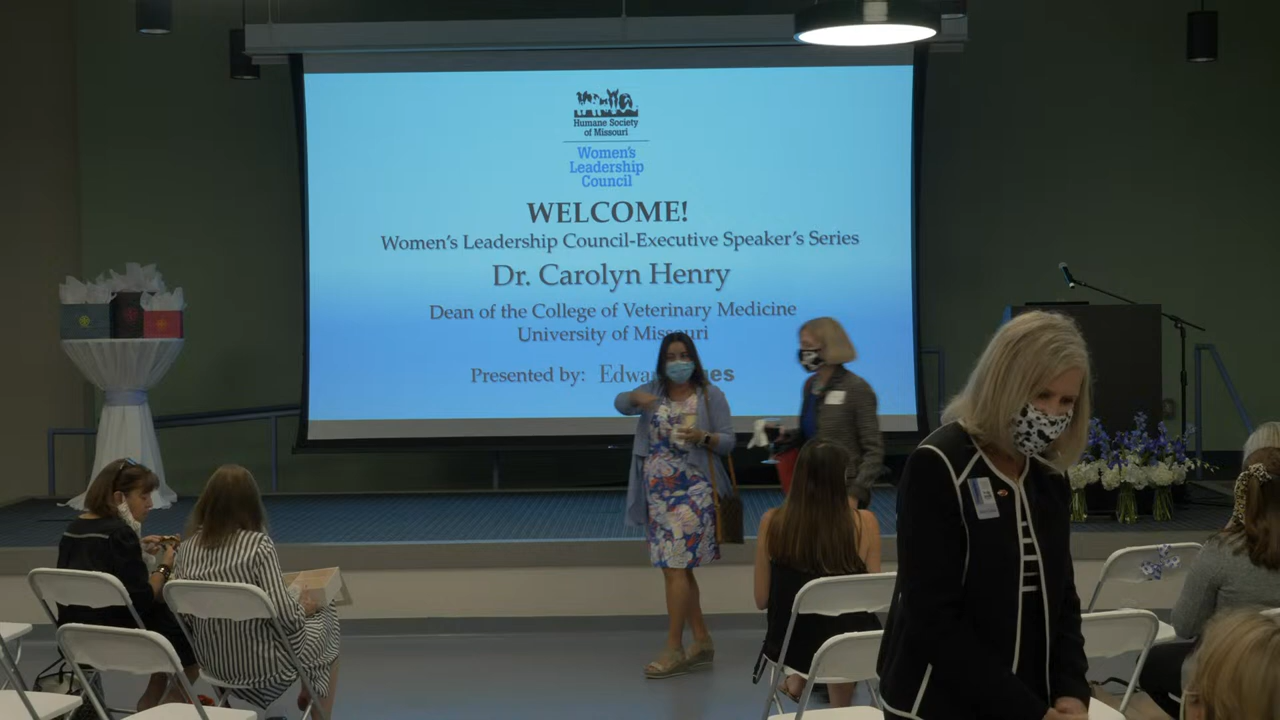 Humane Society
of Missouri
Women's
Leadership
Council
WELCOME!
Women's Leadership Council-Executive Speaker's Series
Dr. Carolyn Henry
Dean of the College of Veterinary Medicine
University of Missouri
Presented by: